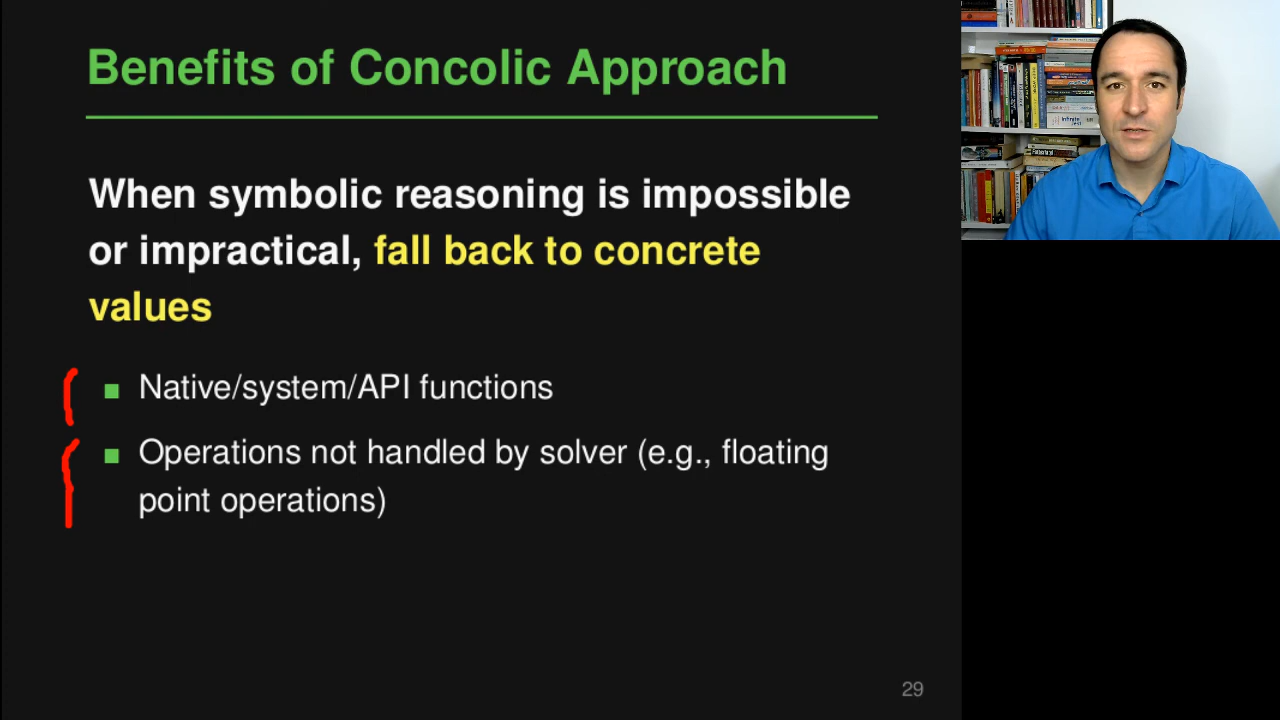 Benefits of Concolic Approach
When symbolic reasoning is impossible
or impractical, fall back to concrete
values
Native/system/API functions
Operations not handled by solver (e.g., floating
point operations)
29